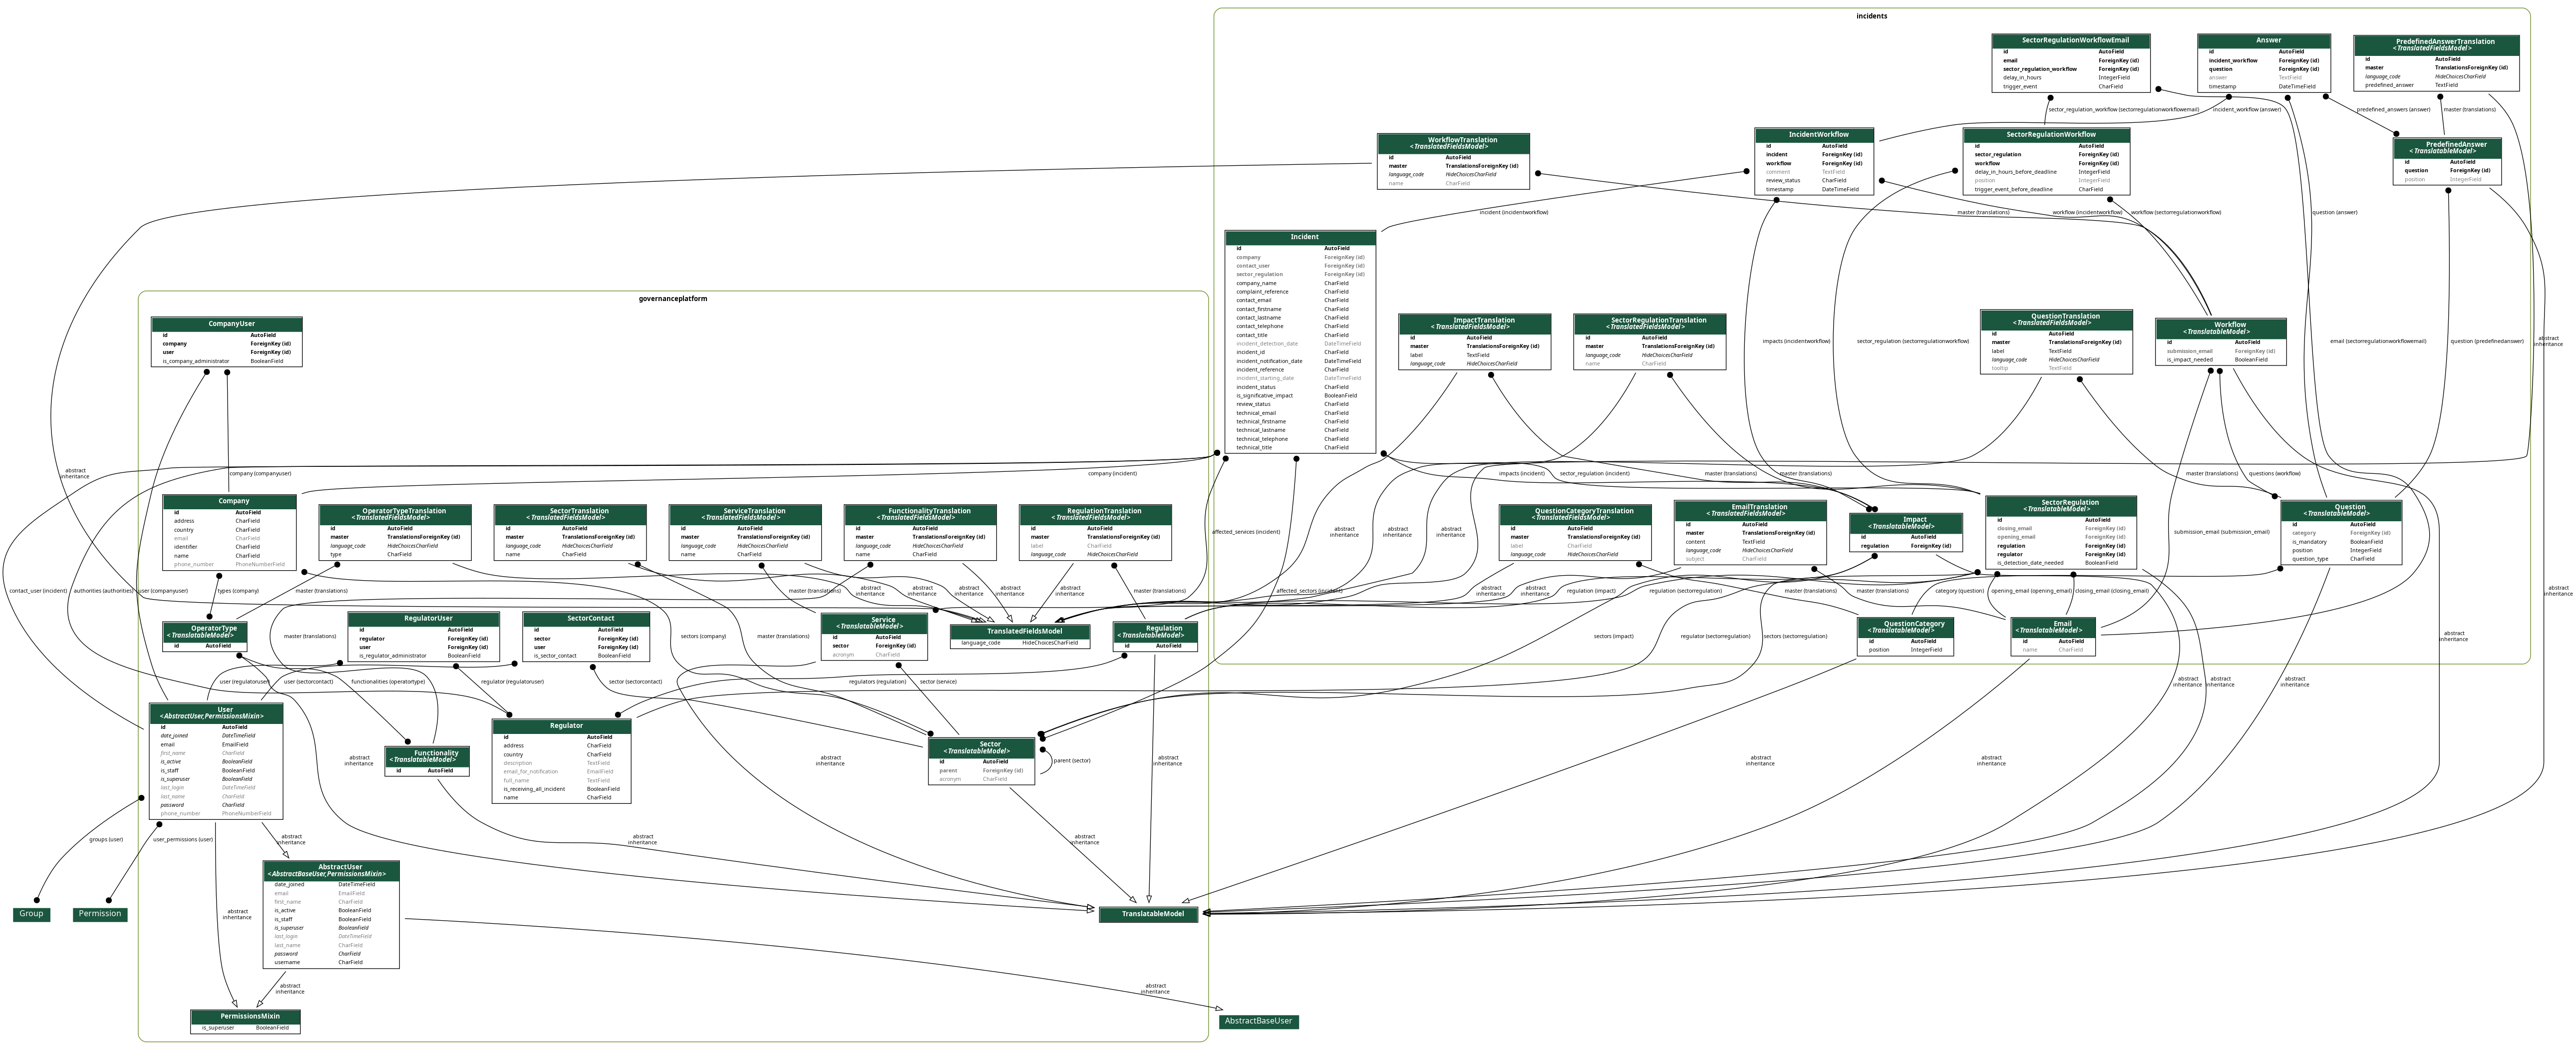 incidents
SectorRegulationWorkflowEmail
id AutoField
email ForeignKey (id)
sector_regulation_workflow ForeignKey (id)
delay_in_hours IntegerField
trigger_event CharField
Answer
id AutoField
incident_workflow ForeignKey (id)
question ForeignKey (id)
answer TextField
timestamp DateTimeField
PredefinedAnswerTranslation
<TranslatedFieldsModel>
id AutoField
master TranslationsForeignKey (id)
language_code HideChoicesCharField
predefined_answer TextField
sector_regulation_workflow (sectorregulationworkflowemail)
incident_workflow (answer)
predefined_answers (answer)
master (translations)
WorkflowTranslation
<TranslatedFieldsModel>
id AutoField
master TranslationsForeignKey (id)
language_code HideChoicesCharField
name CharField
IncidentWorkflow
id AutoField
incident ForeignKey (id)
workflow ForeignKey (id)
comment TextField
review_status CharField
timestamp DateTimeField
SectorRegulationWorkflow
id AutoField
sector_regulation ForeignKey (id)
workflow ForeignKey (id)
delay_in_hours_before_deadline IntegerField
position IntegerField
trigger_event_before_deadline CharField
PredefinedAnswer
<TranslatableModel>
id AutoField
question ForeignKey (id)
position IntegerField
incident (incidentworkflow)
master (translations)
workflow (incidentworkflow)
workflow (sectorregulationworkflow)
question (answer)
Incident
id AutoField
company ForeignKey (id)
contact_user ForeignKey (id)
sector_regulation ForeignKey (id)
company_name CharField
complaint_reference CharField
contact_email CharField
contact_firstname CharField
contact_lastname CharField
contact_telephone CharField
contact_title CharField
incident_detection_date DateTimeField
incident_id CharField
incident_notification_date DateTimeField
incident_reference CharField
incident_starting_date DateTimeField
incident_status CharField
is_significative_impact BooleanField
review_status CharField
technical_email CharField
technical_firstname CharField
technical_lastname CharField
technical_telephone CharField
technical_title CharField
governanceplatform
CompanyUser
id AutoField
company ForeignKey (id)
user ForeignKey (id)
is_company_administrator BooleanField
ImpactTranslation
<TranslatedFieldsModel>
id AutoField
master TranslationsForeignKey (id)
label TextField
language_code HideChoicesCharField
SectorRegulationTranslation
<TranslatedFieldsModel>
id AutoField
master TranslationsForeignKey (id)
language_code HideChoicesCharField
name CharField
impacts (incidentworkflow)
sector_regulation (sectorregulationworkflow)
QuestionTranslation
<TranslatedFieldsModel>
id AutoField
master TranslationsForeignKey (id)
label TextField
language_code HideChoicesCharField
tooltip TextField
Workflow
<TranslatableModel>
id AutoField
submission_email ForeignKey (id)
is_impact_needed BooleanField
email (sectorregulationworkflowemail)
question (predefinedanswer)
abstract
inheritance
abstract
inheritance
company (companyuser)
company (incident)
impacts (incident)
sector_regulation (incident)
master (translations)
master (translations)
master (translations)
questions (workflow)
Company
id AutoField
address CharField
country CharField
email CharField
identifier CharField
name CharField
phone_number PhoneNumberField
OperatorTypeTranslation
<TranslatedFieldsModel>
id AutoField
master TranslationsForeignKey (id)
language_code HideChoicesCharField
type CharField
SectorTranslation
<TranslatedFieldsModel>
id AutoField
master TranslationsForeignKey (id)
language_code HideChoicesCharField
name CharField
ServiceTranslation
<TranslatedFieldsModel>
id AutoField
master TranslationsForeignKey (id)
language_code HideChoicesCharField
name CharField
FunctionalityTranslation
<TranslatedFieldsModel>
id AutoField
master TranslationsForeignKey (id)
language_code HideChoicesCharField
name CharField
RegulationTranslation
<TranslatedFieldsModel>
id AutoField
master TranslationsForeignKey (id)
label CharField
language_code HideChoicesCharField
affected_services (incident)
abstract
inheritance
abstract
inheritance
abstract
inheritance
QuestionCategoryTranslation
<TranslatedFieldsModel>
id AutoField
master TranslationsForeignKey (id)
label CharField
language_code HideChoicesCharField
EmailTranslation
<TranslatedFieldsModel>
id AutoField
master TranslationsForeignKey (id)
content TextField
language_code HideChoicesCharField
subject CharField
Impact
<TranslatableModel>
id AutoField
regulation ForeignKey (id)
SectorRegulation
<TranslatableModel>
id AutoField
closing_email ForeignKey (id)
opening_email ForeignKey (id)
regulation ForeignKey (id)
regulator ForeignKey (id)
is_detection_date_needed BooleanField
submission_email (submission_email)
Question
<TranslatableModel>
id AutoField
category ForeignKey (id)
is_mandatory BooleanField
position IntegerField
question_type CharField
contact_user (incident)
authorities (authorities)
user (companyuser)
types (company)
master (translations)
master (translations)
abstract
inheritance
abstract
inheritance
abstract
inheritance
abstract
inheritance
master (translations)
affected_sectors (incident)
abstract
inheritance
abstract
inheritance
regulation (impact)
regulation (sectorregulation)
master (translations)
master (translations)
category (question)
opening_email (opening_email)
closing_email (closing_email)
abstract
inheritance
OperatorType
<TranslatableModel>
id AutoField
master (translations)
RegulatorUser
id AutoField
regulator ForeignKey (id)
user ForeignKey (id)
is_regulator_administrator BooleanField
SectorContact
id AutoField
sector ForeignKey (id)
user ForeignKey (id)
is_sector_contact BooleanField
sectors (company)
master (translations)
Service
<TranslatableModel>
id AutoField
sector ForeignKey (id)
acronym CharField
TranslatedFieldsModel
language_code HideChoicesCharField
Regulation
<TranslatableModel>
id AutoField
sectors (impact)
regulator (sectorregulation)
sectors (sectorregulation)
QuestionCategory
<TranslatableModel>
id AutoField
position IntegerField
Email
<TranslatableModel>
id AutoField
name CharField
abstract
inheritance
user (regulatoruser)
user (sectorcontact)
functionalities (operatortype)
regulator (regulatoruser)
sector (sectorcontact)
regulators (regulation)
sector (service)
abstract
inheritance
abstract
inheritance
abstract
inheritance
User
<AbstractUser,PermissionsMixin>
id AutoField
date_joined DateTimeField
email EmailField
first_name CharField
is_active BooleanField
is_staff BooleanField
is_superuser BooleanField
last_login DateTimeField
last_name CharField
password CharField
phone_number PhoneNumberField
abstract
inheritance
Functionality
<TranslatableModel>
id AutoField
Regulator
id AutoField
address CharField
country CharField
description TextField
email_for_notification EmailField
full_name TextField
is_receiving_all_incident BooleanField
name CharField
abstract
inheritance
Sector
<TranslatableModel>
id AutoField
parent ForeignKey (id)
acronym CharField
parent (sector)
abstract
inheritance
abstract
inheritance
abstract
inheritance
groups (user)
user_permissions (user)
abstract
inheritance
abstract
inheritance
abstract
inheritance
AbstractUser
<AbstractBaseUser,PermissionsMixin>
date_joined DateTimeField
email EmailField
first_name CharField
is_active BooleanField
is_staff BooleanField
is_superuser BooleanField
last_login DateTimeField
last_name CharField
password CharField
username CharField
Group
Permission
abstract
inheritance
TranslatableModel
abstract
inheritance
abstract
inheritance
PermissionsMixin
is_superuser BooleanField
AbstractBaseUser